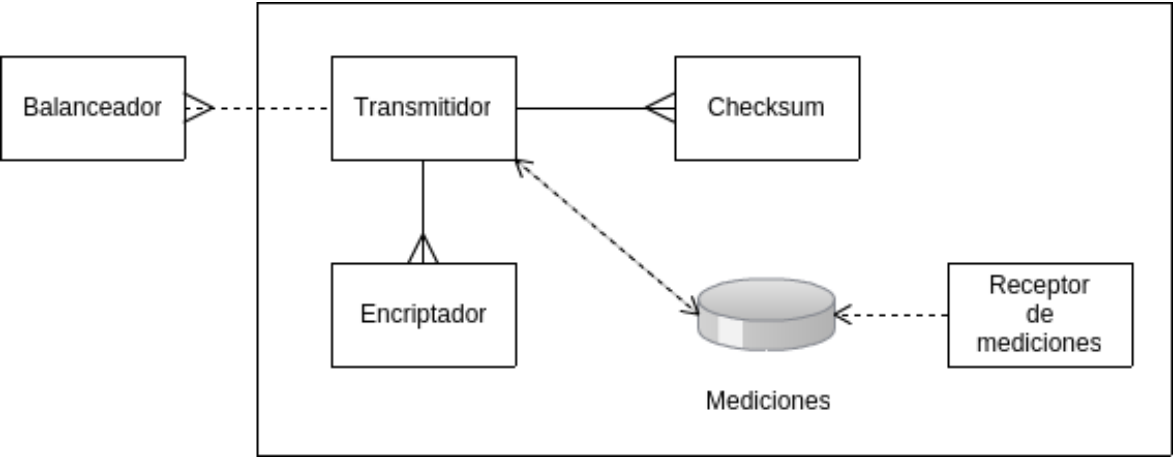 Balanceador
Transmitidor
Checksum
Encriptador
Receptor
de
mediciones
Mediciones